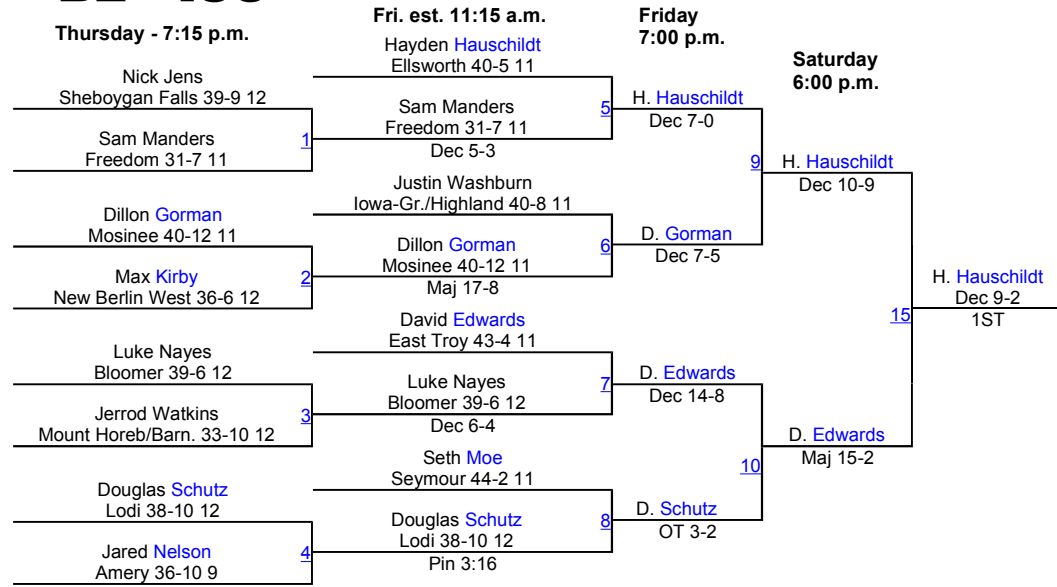 Thursday - 7:15 p.m.
Nick Jens
Sheboygan Falls 39-9 12
Sam Manders
Freedom 31-7 11
1
Dillon Gorman
Mosinee 40-12 11
Max Kirby
New Berlin West 36-6 12
2
Luke Nayes
Bloomer 39-6 12
Jerrod Watkins
Mount Horeb/Barn. 33-10 12
3
Douglas Schutz
Lodi 38-10 12
Jared Nelson
Amery 36-10 9
4
Fri. est. 11:15 a.m.
Hayden Hauschildt
Ellsworth 40-5 11
Sam Manders
Freedom 31-7 11
Dec 5-3
5
Justin Washburn
Iowa-Gr./Highland 40-8 11
Dillon Gorman
Mosinee 40-12 11
Maj 17-8
6
David Edwards
East Troy 43-4 11
Luke Nayes
Bloomer 39-6 12
Dec 6-4
7
Seth Moe
Seymour 44-2 11
Douglas Schutz
Lodi 38-10 12
Pin 3:16
8
Friday
7:00 p.m.
H. Hauschildt
Dec 7-0
9
D. Gorman
Dec 7-5
D. Edwards
Dec 14-8
10
D. Schutz
OT 3-2
Saturday
6:00 p.m.
H. Hauschildt
Dec 10-9
15
D. Edwards
Maj 15-2
H. Hauschildt
Dec 9-2
1ST